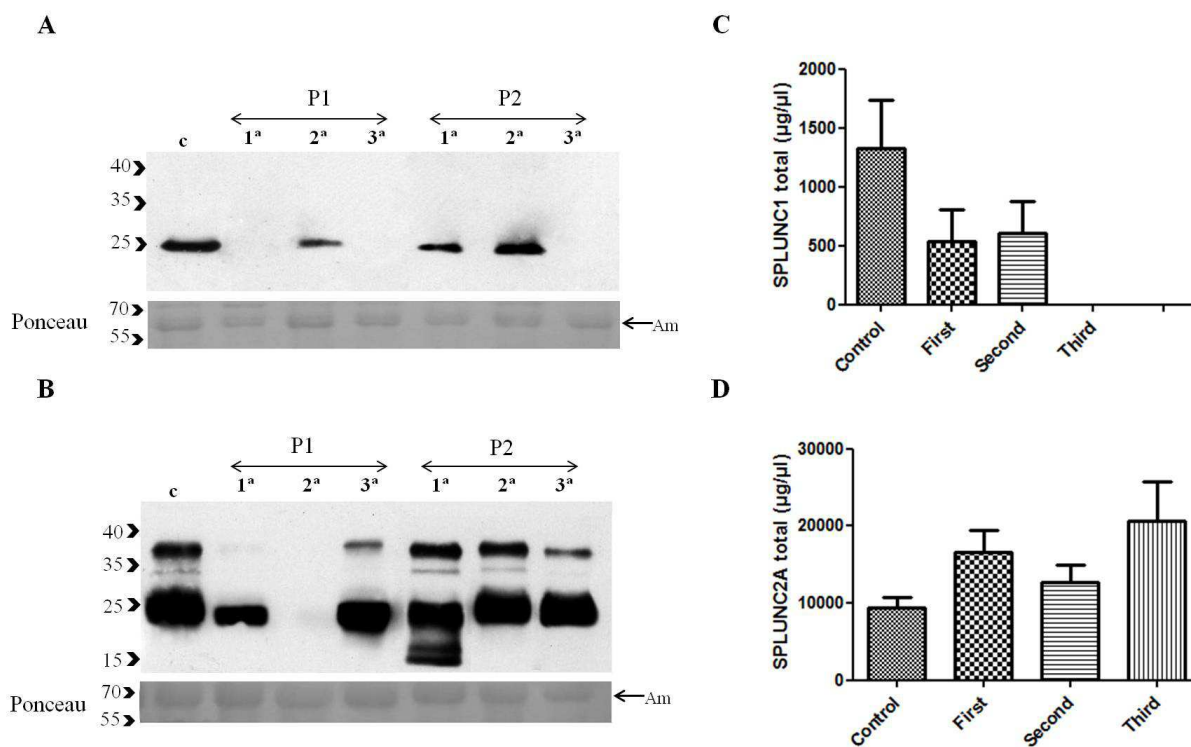 A
P1 P2
c 1ª 2ª 3ª 1ª 2ª 3ª
40
35
25
70
Ponceau
55
Am
B
P1 P2
c 1ª 2ª 3ª 1ª 2ª 3ª
40
35
25
15
70
Ponceau
55
Am
C
SPLUNC1 total (µg/µl)
2000
1500
1000
500
0
Control First Second Third
D
SPLUNC2A total (µg/µl)
30000
20000
10000
0
Control First Second Third